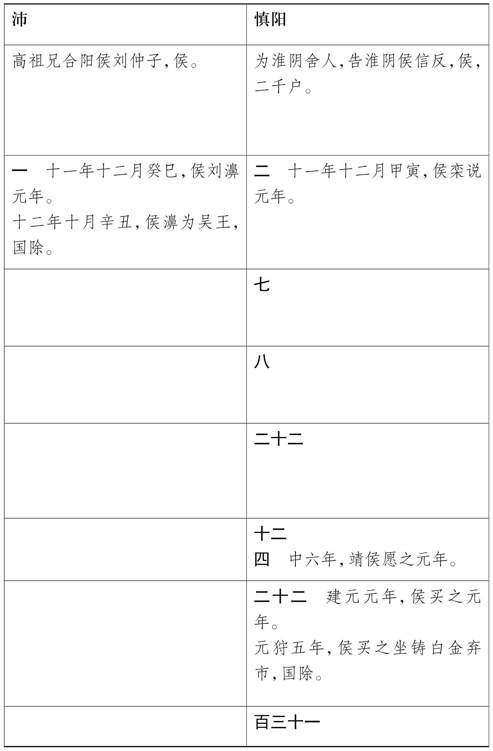 沛
慎阳
高祖兄合阳侯刘仲子,侯。
为淮阴舍人,告淮阴侯信反,侯,
二千户。
一 十一年十二月癸巳,侯刘濞
元年。
十二年十月辛丑,侯濞为吴王,
国除。
二 十一年十二月甲寅,侯栾说
元年。
七
八
二十二
十二
四 中六年,靖侯愿之元年。
二十二 建元元年,侯买之元
年。
元狩五年,侯买之坐铸白金弃
市,国除。
百三十一